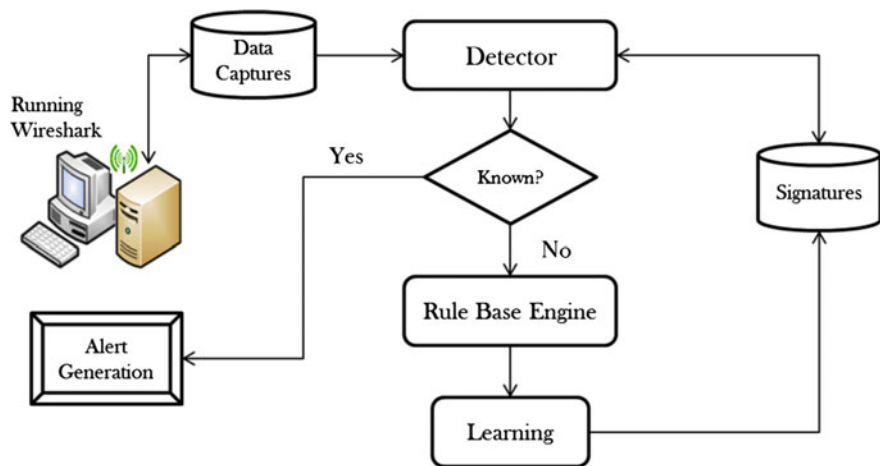 Data
Captures
Detector
Running
Wireshark
Yes
Known?
Signatures
No
Rule Base Engine
Alert
Generation
Learning